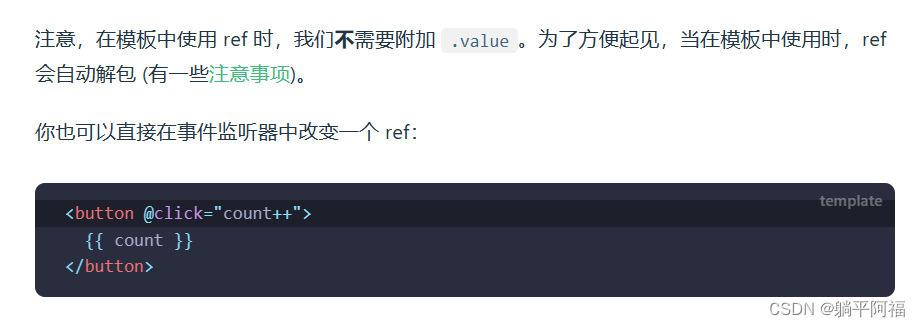 注意，在模板中使用 ref 时，我们不需要附加 .value。为了方便起见，当在模板中使用时，ref
会自动解包 (有一些注意事项)。
你也可以直接在事件监听器中改变一个 ref：
template
<button @click="count++">
  {{ count }}
</button>
CSDN @躺平阿福